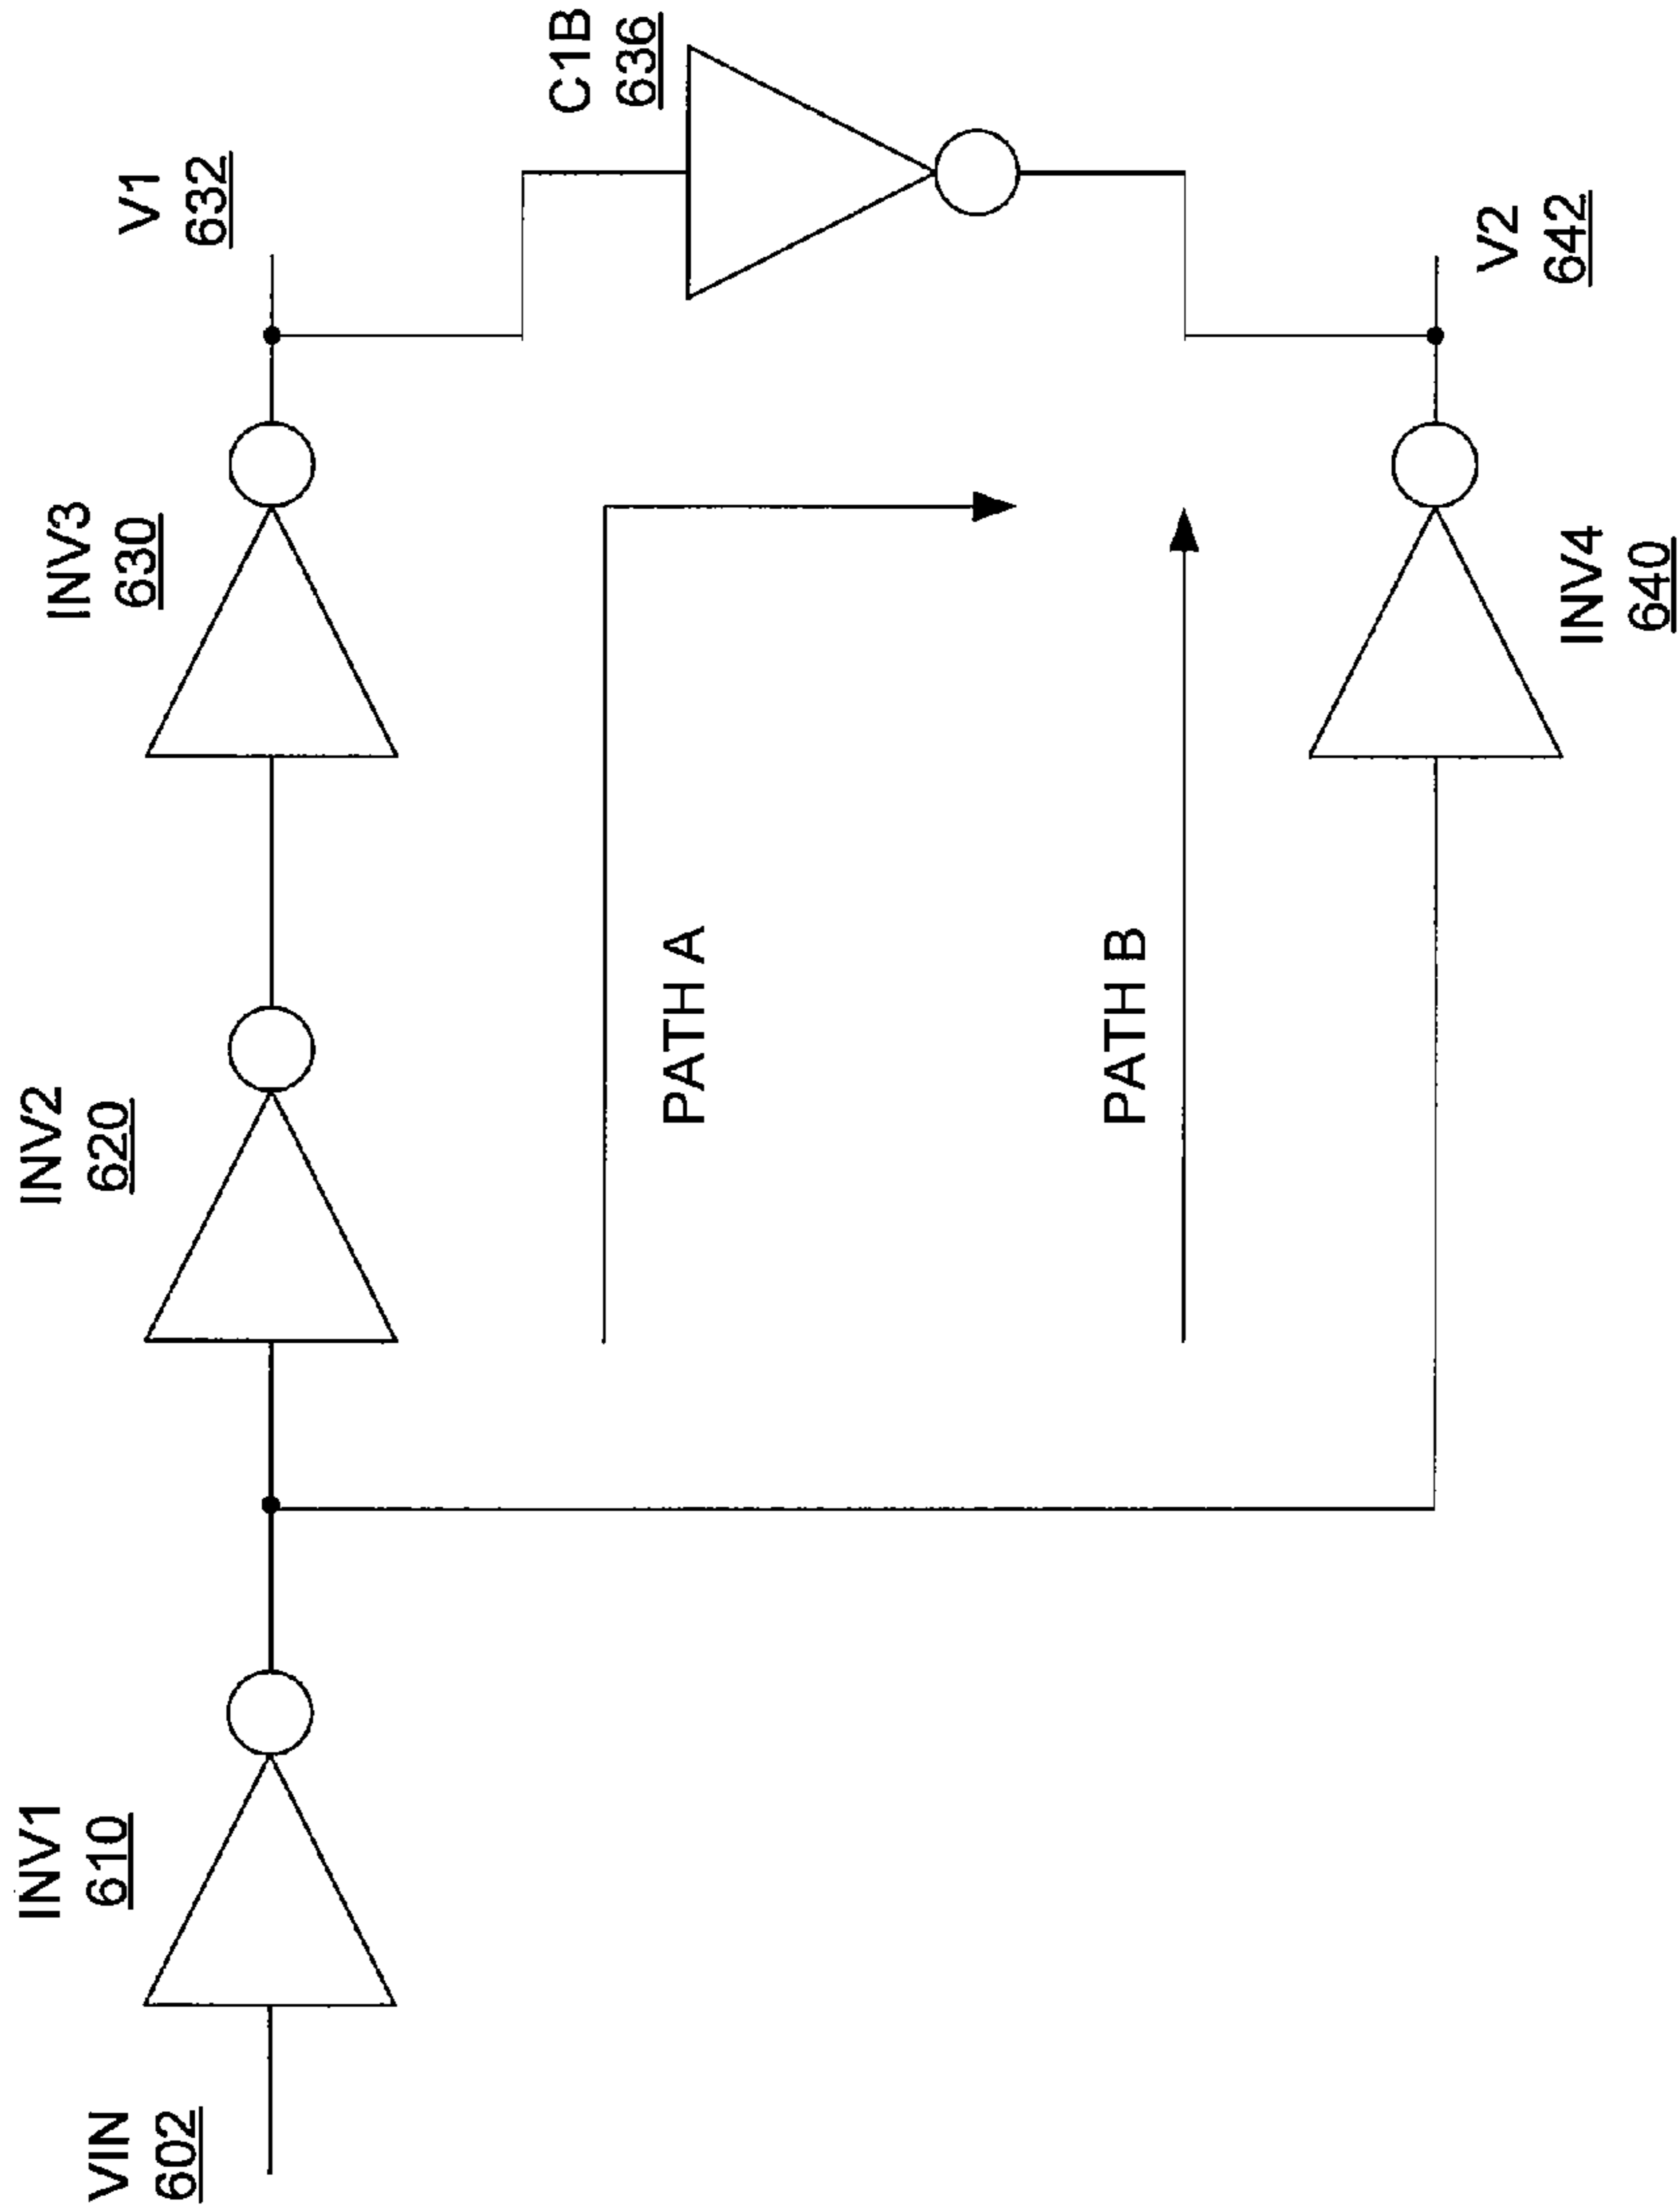 VIN
602
INV1
610
INV2
620
INV3
630
V1
632
C1B
636
PATH A
PATH B
INV4
640
V2
642